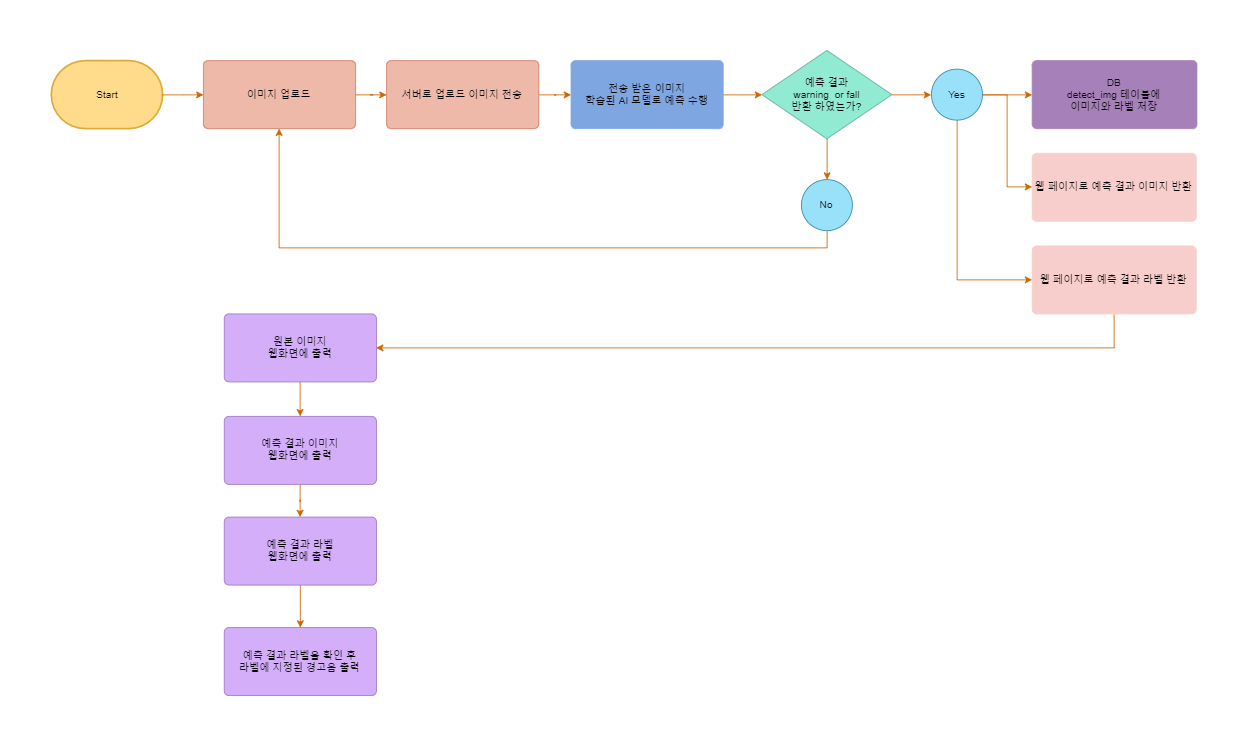 Start
이미지 업로드
서버로 업로드 이미지 전송
전송 받은 이미지
학습된 AI 모델로 예측 수행
예측 결과
warning or fall
반환 하였는가?
Yes
DB
detect_img 테이블에
이미지와 라벨 저장
웹 페이지로 예측 결과 이미지 반환
No
웹 페이지로 예측 결과 라벨 반환
원본 이미지
웹화면에 출력
예측 결과 이미지
웹화면에 출력
예측 결과 라벨
웹화면에 출력
예측 결과 라벨을 확인 후
라벨에 지정된 경고음 출력